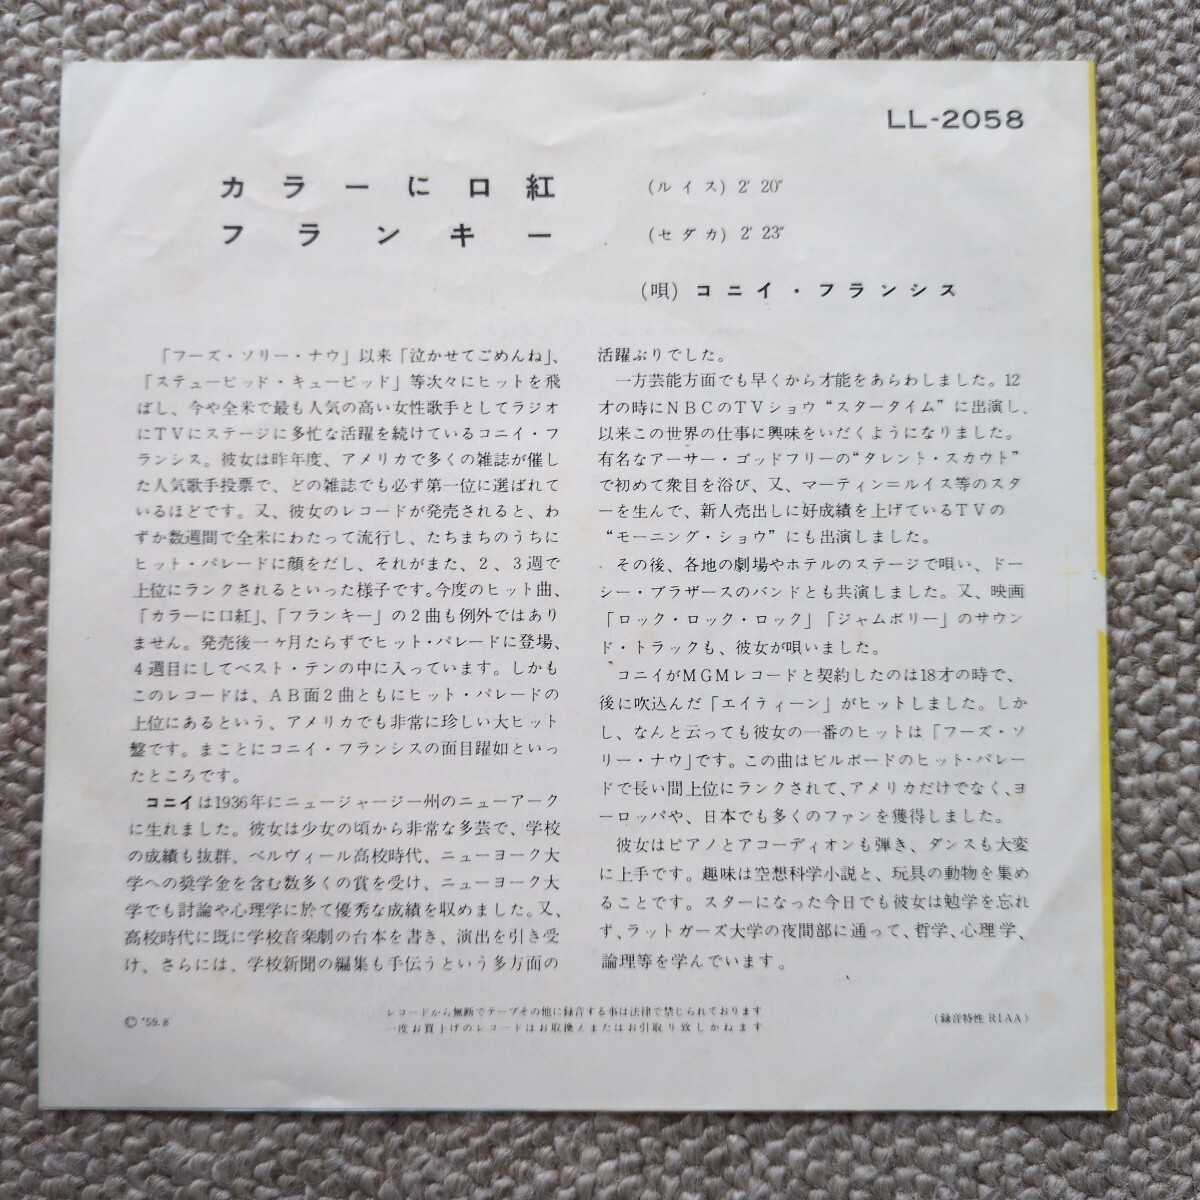 LL-2058
カラーに口紅 (ルイス) 2' 20"
フランキー (セダカ) 2' 23"
(唄) コニイ・フランシス
「フーズ・ソリー・ナウ」以来「泣かせてごめんね」、
「ステューピッド・キューピッド」等次々にヒットを飛
ばし、今や全米で最も人気の高い女性歌手としてラジオ
にTVにステージに多忙な活躍を続けているコニイ・フ
ランシス。彼女は昨年度、アメリカで多くの雑誌が催し
た人気歌手投票で、どの雑誌でも必ず第一位に選ばれて
いるほどです。又、彼女のレコードが発売されると、わ
ずか数週間で全米にわたって流行し、たちまちのうちに
ヒット・パレードに顔をだし、それがまた、2、3週で
上位にランクされるといった様子です。今度のヒット曲、
「カラーに口紅」、「フランキー」の2曲も例外ではあり
ません。発売後一ヶ月たらずでヒット・パレードに登場、
4週目にしてベスト・テンの中に入っています。しかも
このレコードは、AB面2曲ともにヒット・パレードの
上位にあるという、アメリカでも非常に珍しい大ヒット
盤です。まことにコニイ・フランシスの面目躍如といっ
たところです。
コニイは1936年にニュージャージー州のニューアーク
に生れました。彼女は少女の頃から非常な多芸で、学校
の成績も抜群、ベルヴィール高校時代、ニューヨーク大
学への奨学金を含む数多くの賞を受け、ニューヨーク大
学でも討論や心理学に於て優秀な成績を収めました。又、
高校時代に既に学校音楽劇の台本を書き、演出を引き受
け、さらには、学校新聞の編集も手伝うという多方面の
活躍ぶりでした。
一方芸能方面でも早くから才能をあらわしました。12
才の時にNBCのTVショウ“スタータイム”に出演し、
以来この世界の仕事に興味をいだくようになりました。
有名なアーサー・ゴッドフリーの“タレント・スカウト”
で初めて衆目を浴び、又、マーティン=ルイス等のスタ
ーを生んで、新人売出しに好成績を上げているTVの
“モーニング・ショウ”にも出演しました。
その後、各地の劇場やホテルのステージで唄い、ドー
シー・ブラザースのバンドとも共演しました。又、映画
「ロック・ロック・ロック」「ジャムボリー」のサウン
ド・トラックも、彼女が唄いました。
コニイがMGMレコードと契約したのは18才の時で、
後に吹込んだ「エイティーン」がヒットしました。しか
し、なんと云っても彼女の一番のヒットは「フーズ・ソ
リー・ナウ」です。この曲はビルボードのヒット・パレー
ドで長い間上位にランクされて、アメリカだけでなく、ヨ
ーロッパや、日本でも多くのファンを獲得しました。
彼女はピアノとアコーディオンも弾き、ダンスも大変
に上手です。趣味は空想科学小説と、玩具の動物を集め
ることです。スターになった今日でも彼女は勉学を忘れ
ず、ラットガーズ大学の夜間部に通って、哲学、心理学、
論理等を学んでいます。
© '59.8
レコードから無断でテープその他に録音する事は法律で禁じられております
一度お買上げのレコードはお取換えまたはお引取り致しかねます
(録音特性 RIAA)